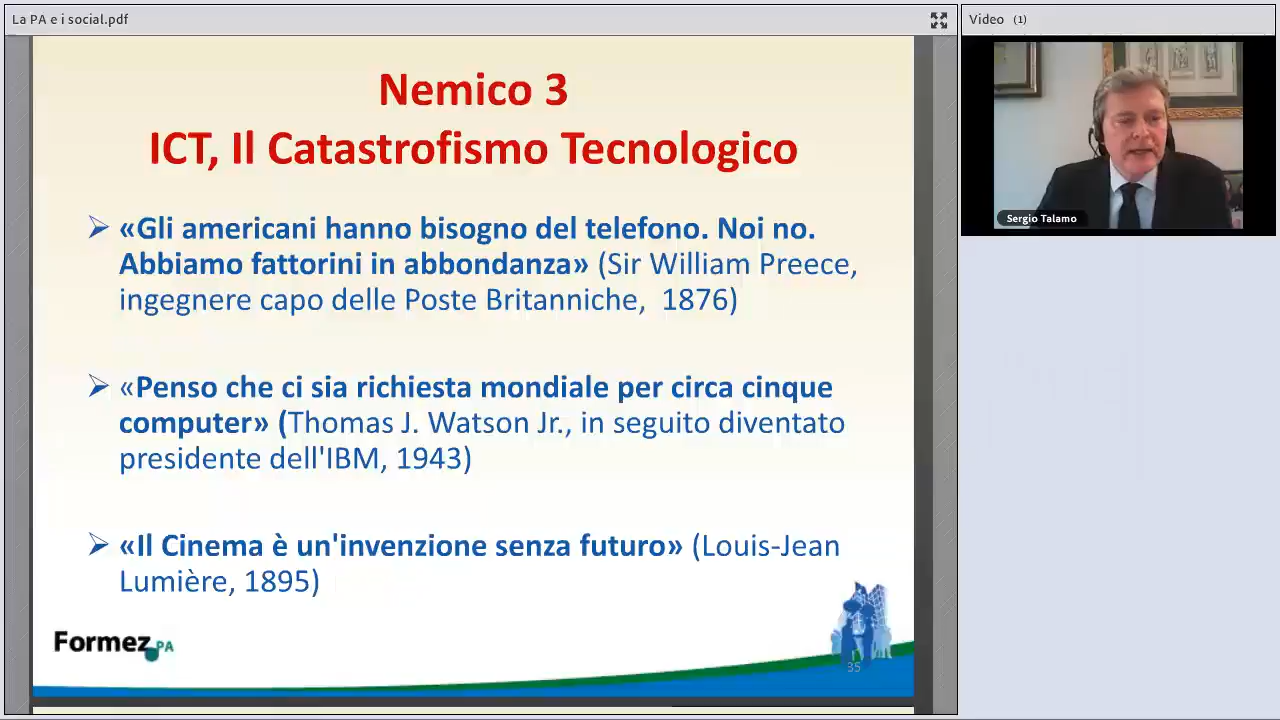 La PA e i social.pdf
Video (1)
Nemico 3
ICT, Il Catastrofismo Tecnologico
Sergio Talamo
«Gli americani hanno bisogno del telefono. Noi no.
Abbiamo fattorini in abbondanza» (Sir William Preece,
ingegnere capo delle Poste Britanniche, 1876)
«Penso che ci sia richiesta mondiale per circa cinque
computer» (Thomas J. Watson Jr., in seguito diventato
presidente dell'IBM, 1943)
«Il Cinema è un'invenzione senza futuro» (Louis-Jean
Lumière, 1895)
Formez PA
35